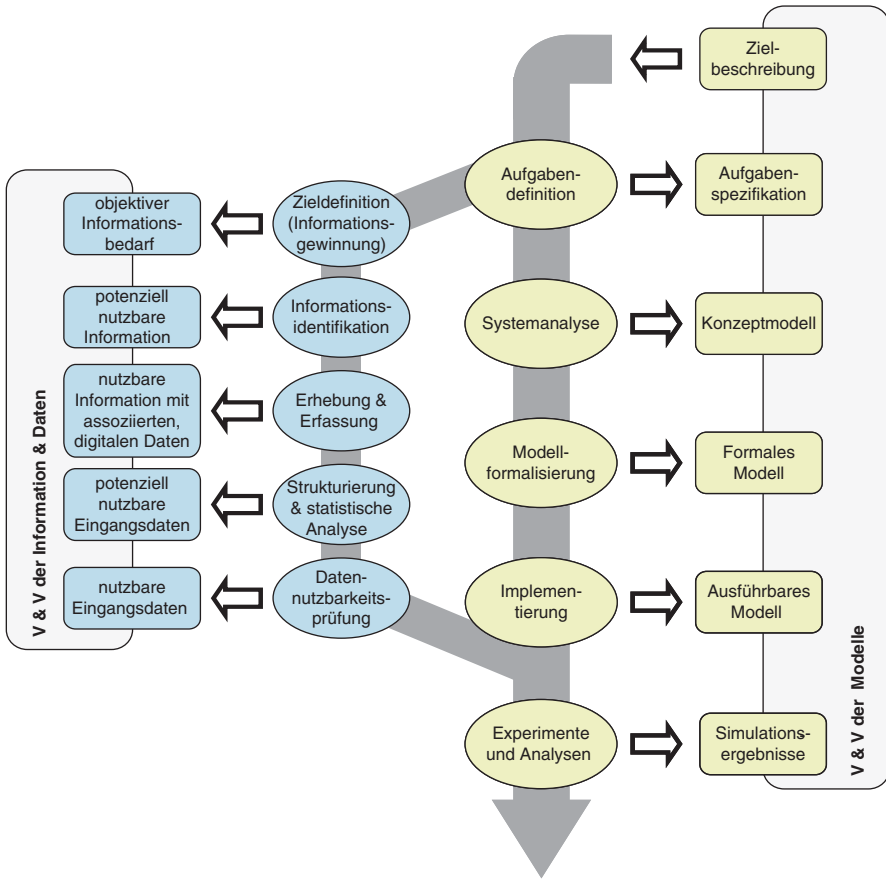 Ziel-
beschreibung
Aufgaben-
definition
Aufgaben-
spezifikation
Zieldefinition
(Informations-
gewinnung)
objektiver
Informations-
bedarf
Informations-
identifikation
potenziell
nutzbare
Information
Systemanalyse
Konzeptmodell
Erhebung &
Erfassung
nutzbare
Information mit
assoziierten,
digitalen Daten
Modell-
formalisierung
Formales
Modell
Strukturierung
& statistische
Analyse
potenziell
nutzbare
Eingangsdaten
Daten-
nutzbarkeits-
prüfung
nutzbare
Eingangsdaten
Implemen-
tierung
Ausführbares
Modell
Experimente
und Analysen
Simulations-
ergebnisse
V & V der Information & Daten
V & V der Modelle